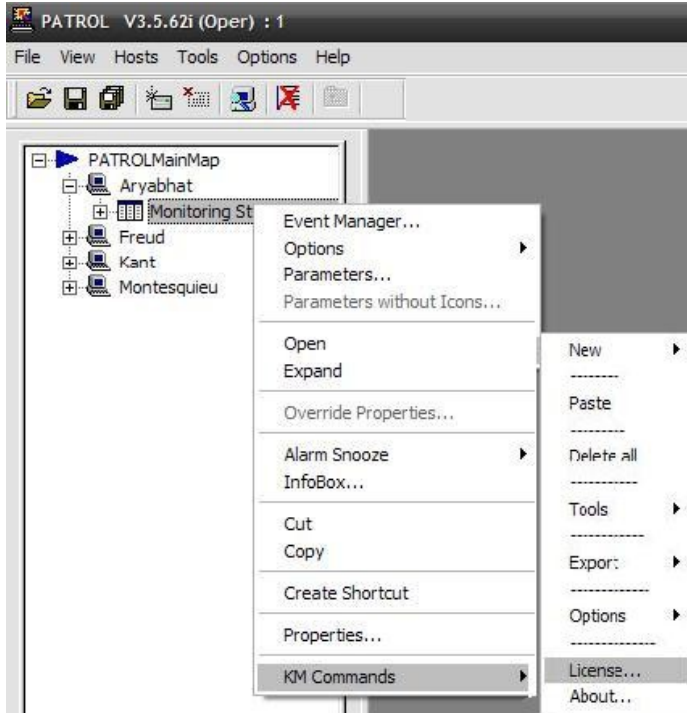 PATROL V3.5.62i (Oper) : 1
File View Hosts Tools Options Help
PATROLMainMap
Aryabhat
Monitoring St
Freud
Kant
Montesquieu
Event Manager...
Options
Parameters...
Parameters without Icons...
Open
Expand
Override Properties...
Alarm Snooze
InfoBox...
Cut
Copy
Create Shortcut
Properties...
KM Commands
New
--------
Paste
---------
Delete all
-----------
Tools
------------
Export
-------------
Options
--------------
License...
About...